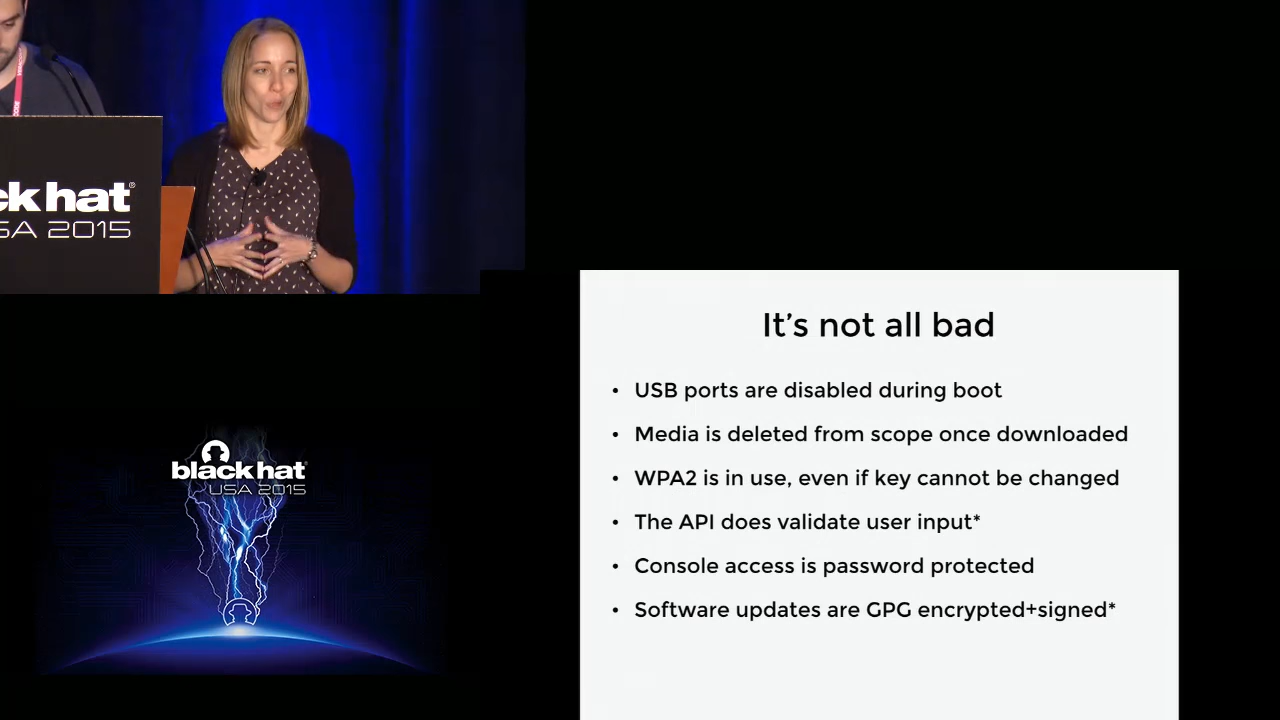 ck hat®
SA 2015
It's not all bad
• USB ports are disabled during boot
• Media is deleted from scope once downloaded
• WPA2 is in use, even if key cannot be changed
• The API does validate user input*
• Console access is password protected
• Software updates are GPG encrypted+signed*
black hat
USA 2015